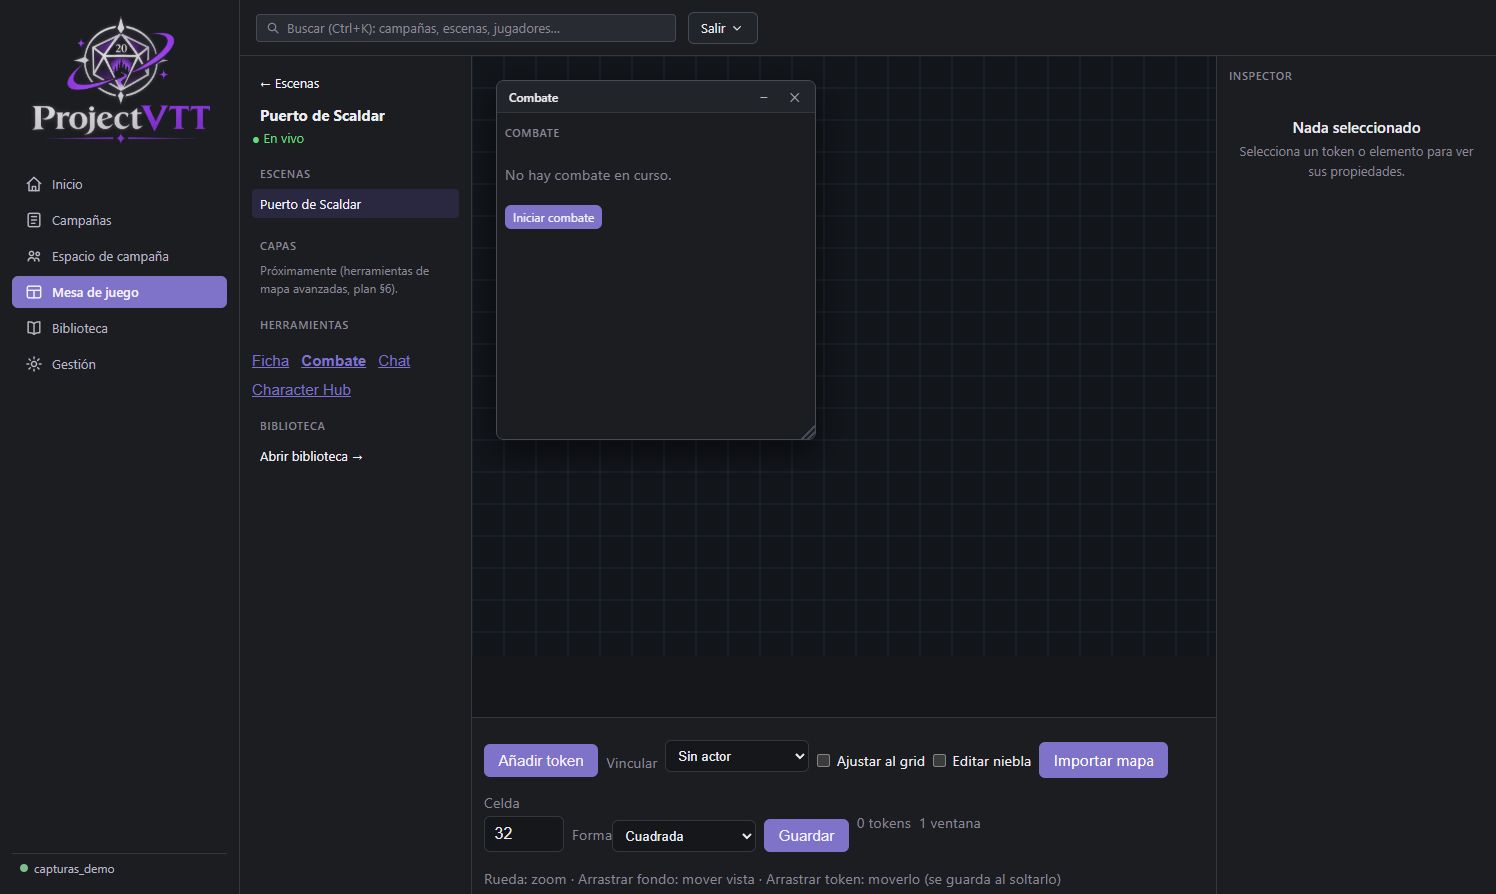 20
ProjectVTT
Inicio
Campañas
Espacio de campaña
Mesa de juego
Biblioteca
Gestión
capturas_demo
Buscar (Ctrl+K): campañas, escenas, jugadores...
Salir
← Escenas
Puerto de Scaldar
En vivo
ESCENAS
Puerto de Scaldar
CAPAS
Próximamente (herramientas de
mapa avanzadas, plan §6).
HERRAMIENTAS
Ficha Combate Chat
Character Hub
BIBLIOTECA
Abrir biblioteca →
Combate
COMBATE
No hay combate en curso.
Iniciar combate
Añadir token Vincular Sin actor Ajustar al grid Editar niebla Importar mapa
Celda
32 Forma Cuadrada Guardar 0 tokens 1 ventana
Rueda: zoom · Arrastrar fondo: mover vista · Arrastrar token: moverlo (se guarda al soltarlo)
INSPECTOR
Nada seleccionado
Selecciona un token o elemento para ver
sus propiedades.